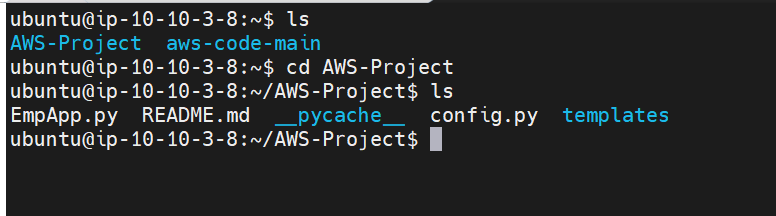 ubuntu@ip-10-10-3-8:~$ ls
AWS-Project  aws-code-main
ubuntu@ip-10-10-3-8:~$ cd AWS-Project
ubuntu@ip-10-10-3-8:~/AWS-Project$ ls
EmpApp.py  README.md  __pycache__  config.py  templates
ubuntu@ip-10-10-3-8:~/AWS-Project$